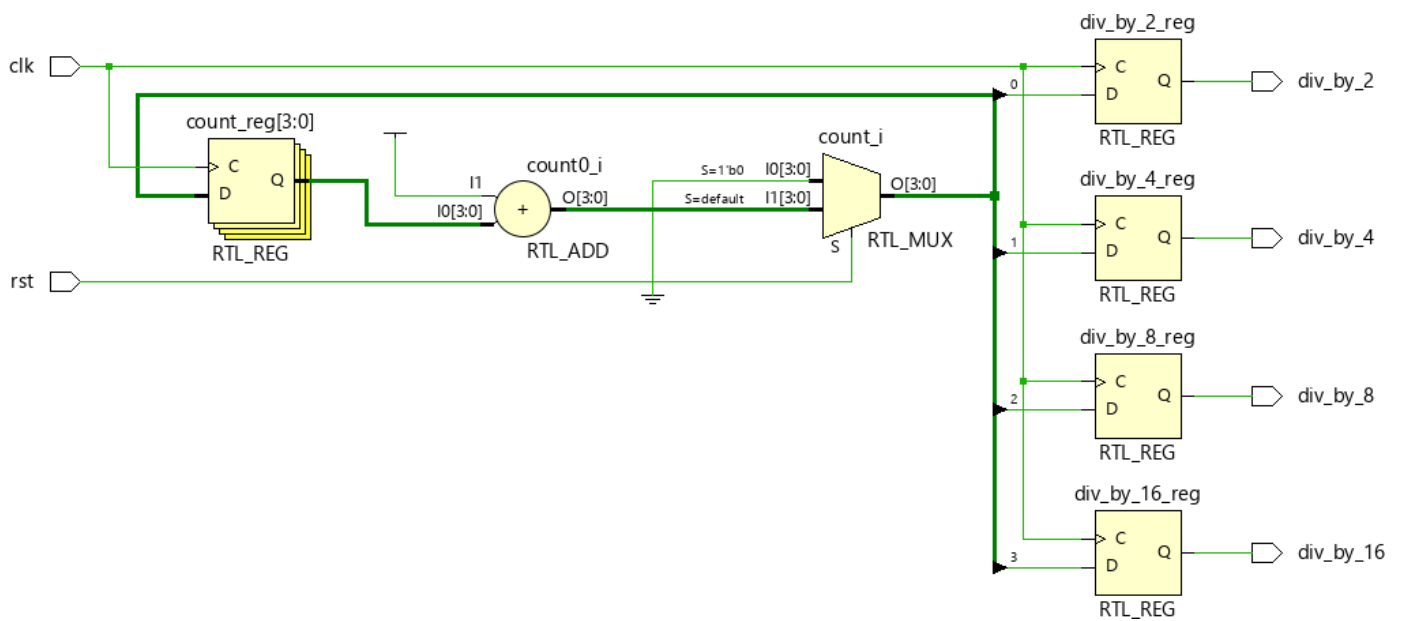 clk
rst
count_reg[3:0]
C
D
Q
RTL_REG
count0_i
I1
I0[3:0]
+
O[3:0]
RTL_ADD
count_i
S=1'b0
I0[3:0]
S=default
I1[3:0]
O[3:0]
S
RTL_MUX
0
1
2
3
div_by_2_reg
C
D
Q
RTL_REG
div_by_2
div_by_4_reg
C
D
Q
RTL_REG
div_by_4
div_by_8_reg
C
D
Q
RTL_REG
div_by_8
div_by_16_reg
C
D
Q
RTL_REG
div_by_16